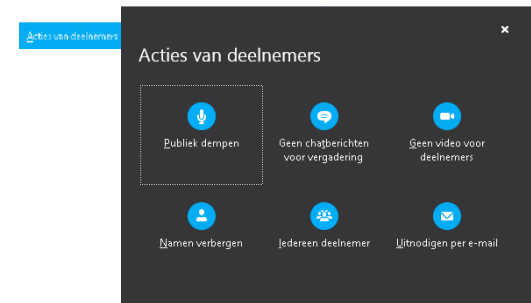 Acties van deelnemers
Acties van deelnemers
Publiek dempen
Geen chatberichten
voor vergadering
Geen video voor
deelnemers
Namen verbergen
Iedereen deelnemer
Uitnodigen per e-mail